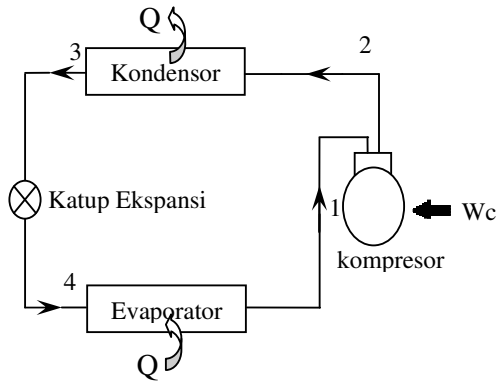 Q
3
2
Kondensor
Katup Ekspansi
1
Wc
kompresor
4
Evaporator
Q